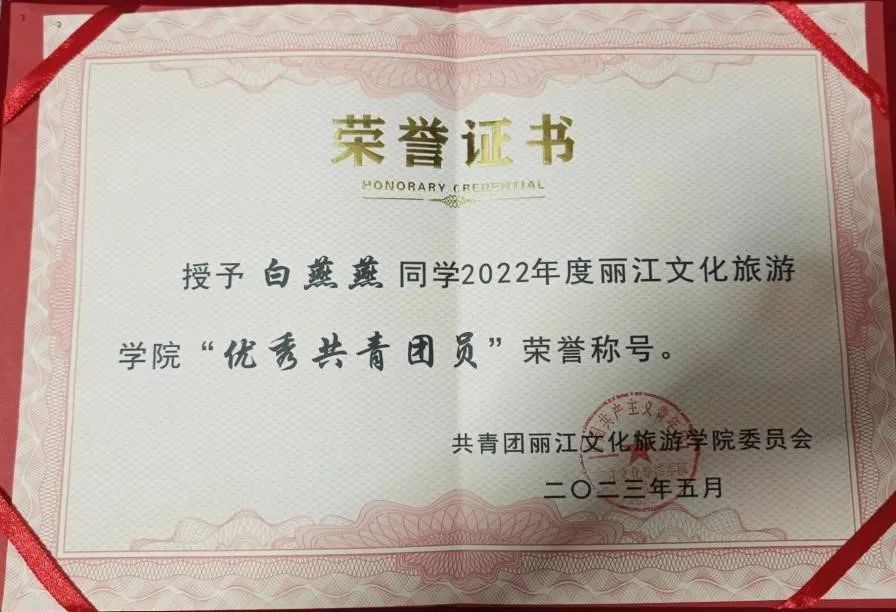 荣誉证书
HONORARY CREDENTIAL
授予 白燕燕 同学2022年度丽江文化旅游
学院“优秀共青团员”荣誉称号。
共青团丽江文化旅游学院委员会
二〇二三年五月